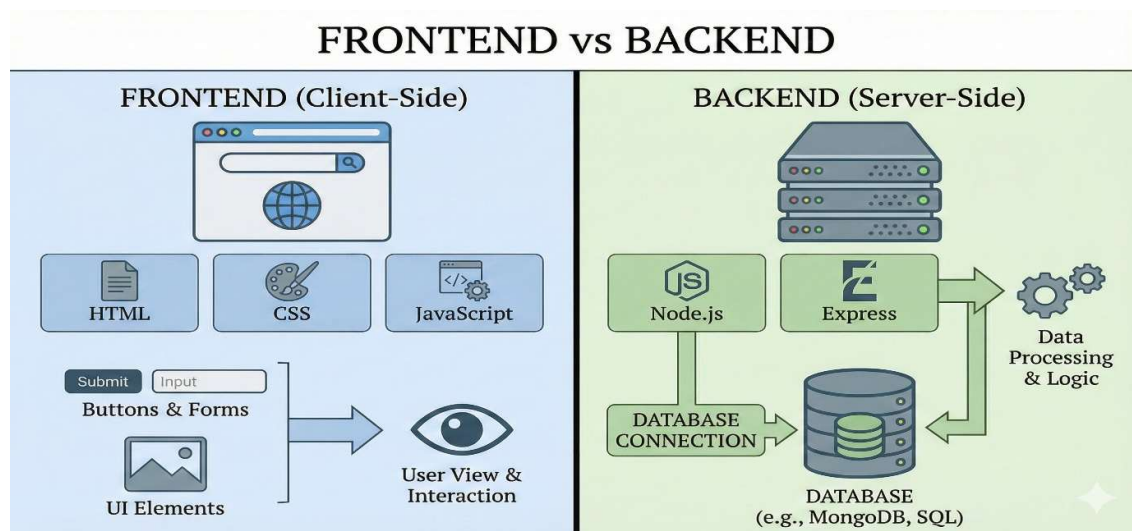 FRONTEND vs BACKEND
FRONTEND (Client-Side)
HTML
CSS
</>
JavaScript
Submit
Input
Buttons & Forms
UI Elements
User View &
Interaction
BACKEND (Server-Side)
JS
Node.js
E
Express
Data
Processing
& Logic
DATABASE
CONNECTION
DATABASE
(e.g., MongoDB, SQL)